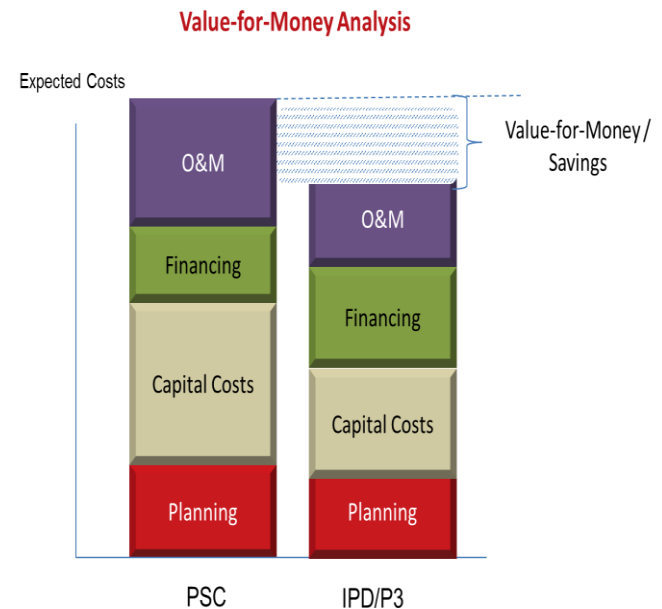 Value-for-Money Analysis
Expected Costs
O&M
Financing
Capital Costs
Planning
O&M
Financing
Capital Costs
Planning
Value-for-Money /
Savings
PSC
IPD/P3